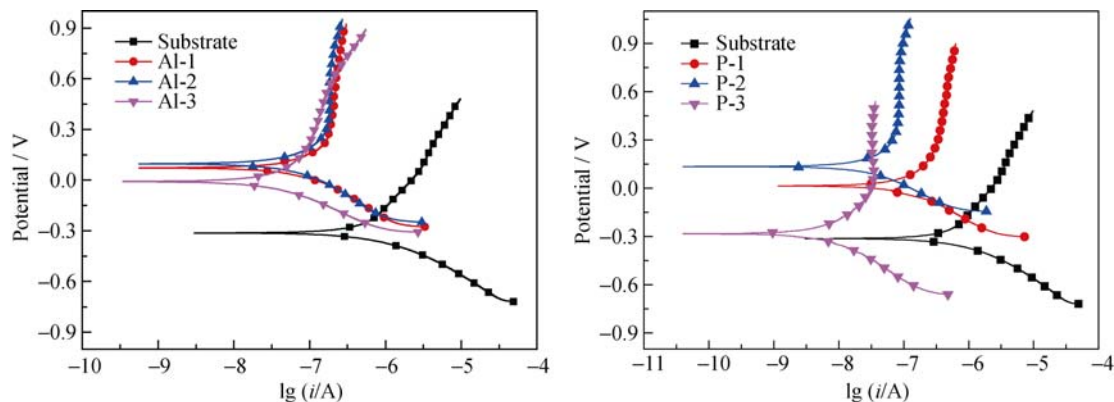 0.9
0.6
0.3
0.0
−0.3
−0.6
−0.9
Potential / V
Substrate
Al-1
Al-2
Al-3
−10 −9 −8 −7 −6 −5 −4
lg (i/A)
0.9
0.6
0.3
0.0
−0.3
−0.6
−0.9
Potential / V
Substrate
P-1
P-2
P-3
−11 −10 −9 −8 −7 −6 −5 −4
lg (i/A)